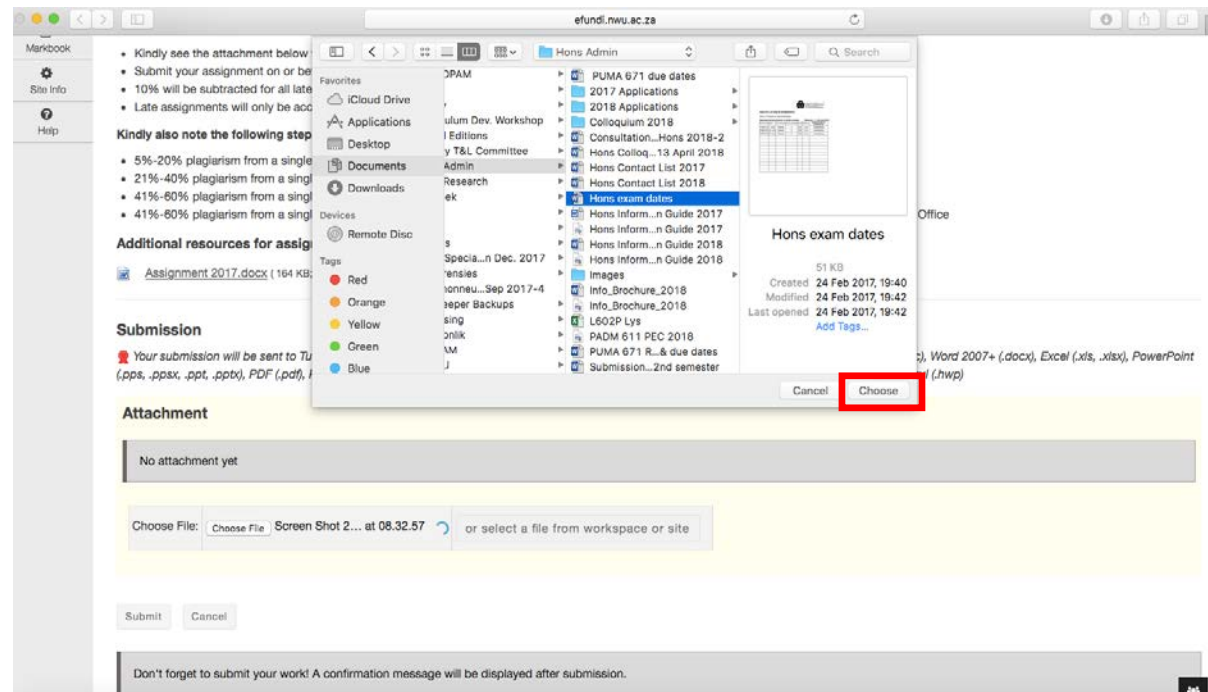 efundi.nwu.ac.za
Markbook
Site Info
Help
Kindly see the attachment below
Submit your assignment on or be
10% will be subtracted for all late
Late assignments will only be acc
Kindly also note the following step
5%-20% plagiarism from a single
21%-40% plagiarism from a singl
41%-60% plagiarism from a singl
41%-60% plagiarism from a singl
Office
Additional resources for assig
Assignment 2017.docx (164 KB;
Hons Admin
Search
Favorites
iCloud Drive
Applications
Desktop
Documents
Downloads
Devices
Remote Disc
Tags
Red
Orange
Yellow
Green
Blue
OPAM
ulum Dev. Workshop
l Editions
y T&L Committee
Admin
Research
ek
s
Specia...n Dec. 2017
rensies
nonneu...Sep 2017-4
eeper Backups
sing
onlik
AM
PUMA 671 due dates
2017 Applications
2018 Applications
Colloquium 2018
Consultation...Hons 2018-2
Hons Colloq...13 April 2018
Hons Contact List 2017
Hons Contact List 2018
Hons exam dates
Hons Inform...n Guide 2017
Hons Inform...n Guide 2017
Hons Inform...n Guide 2018
Hons Inform...n Guide 2018
Images
Info_Brochure_2018
Info_Brochure_2018
L602P Lys
PADM 611 PEC 2018
PUMA 671 R...& due dates
Submission...2nd semester
Hons exam dates
51 KB
Created 24 Feb 2017, 19:40
Modified 24 Feb 2017, 19:42
Last opened 24 Feb 2017, 19:42
Add Tags...
Cancel Choose
Submission
Your submission will be sent to Tu
c), Word 2007+ (.docx), Excel (.xls, .xlsx), PowerPoint
(.pps, .ppsx, .ppt, .pptx), PDF (.pdf),
(.hwp)
Attachment
No attachment yet
Choose File: Choose File Screen Shot 2... at 08.32.57 or select a file from workspace or site
Submit Cancel
Don't forget to submit your work! A confirmation message will be displayed after submission.